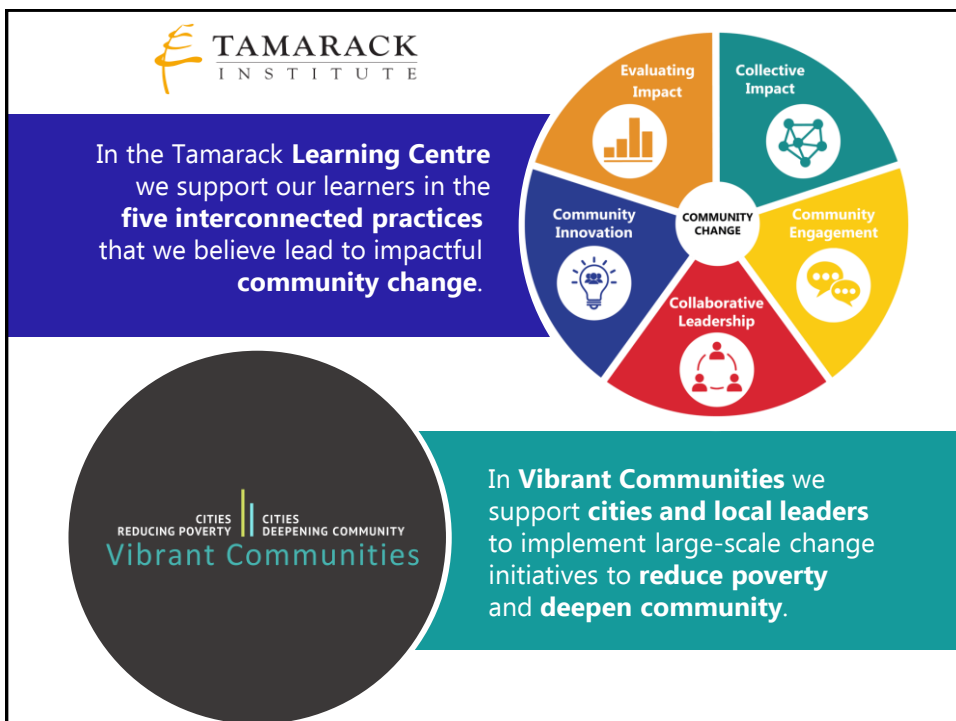 TAMARACK
INSTITUTE
In the Tamarack Learning Centre
we support our learners in the
five interconnected practices
that we believe lead to impactful
community change.
Evaluating
Impact
Collective
Impact
Community
Innovation
COMMUNITY
CHANGE
Community
Engagement
Collaborative
Leadership
CITIES
REDUCING POVERTY
CITIES
DEEPENING COMMUNITY
Vibrant Communities
In Vibrant Communities we
support cities and local leaders
to implement large-scale change
initiatives to reduce poverty
and deepen community.